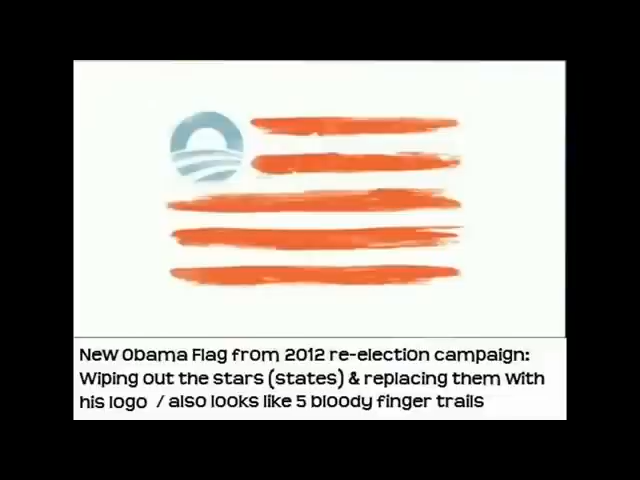 New Obama Flag from 2012 re-election campaign:
Wiping out the stars (states) & replacing them with
his logo / also looks like 5 bloody finger trails